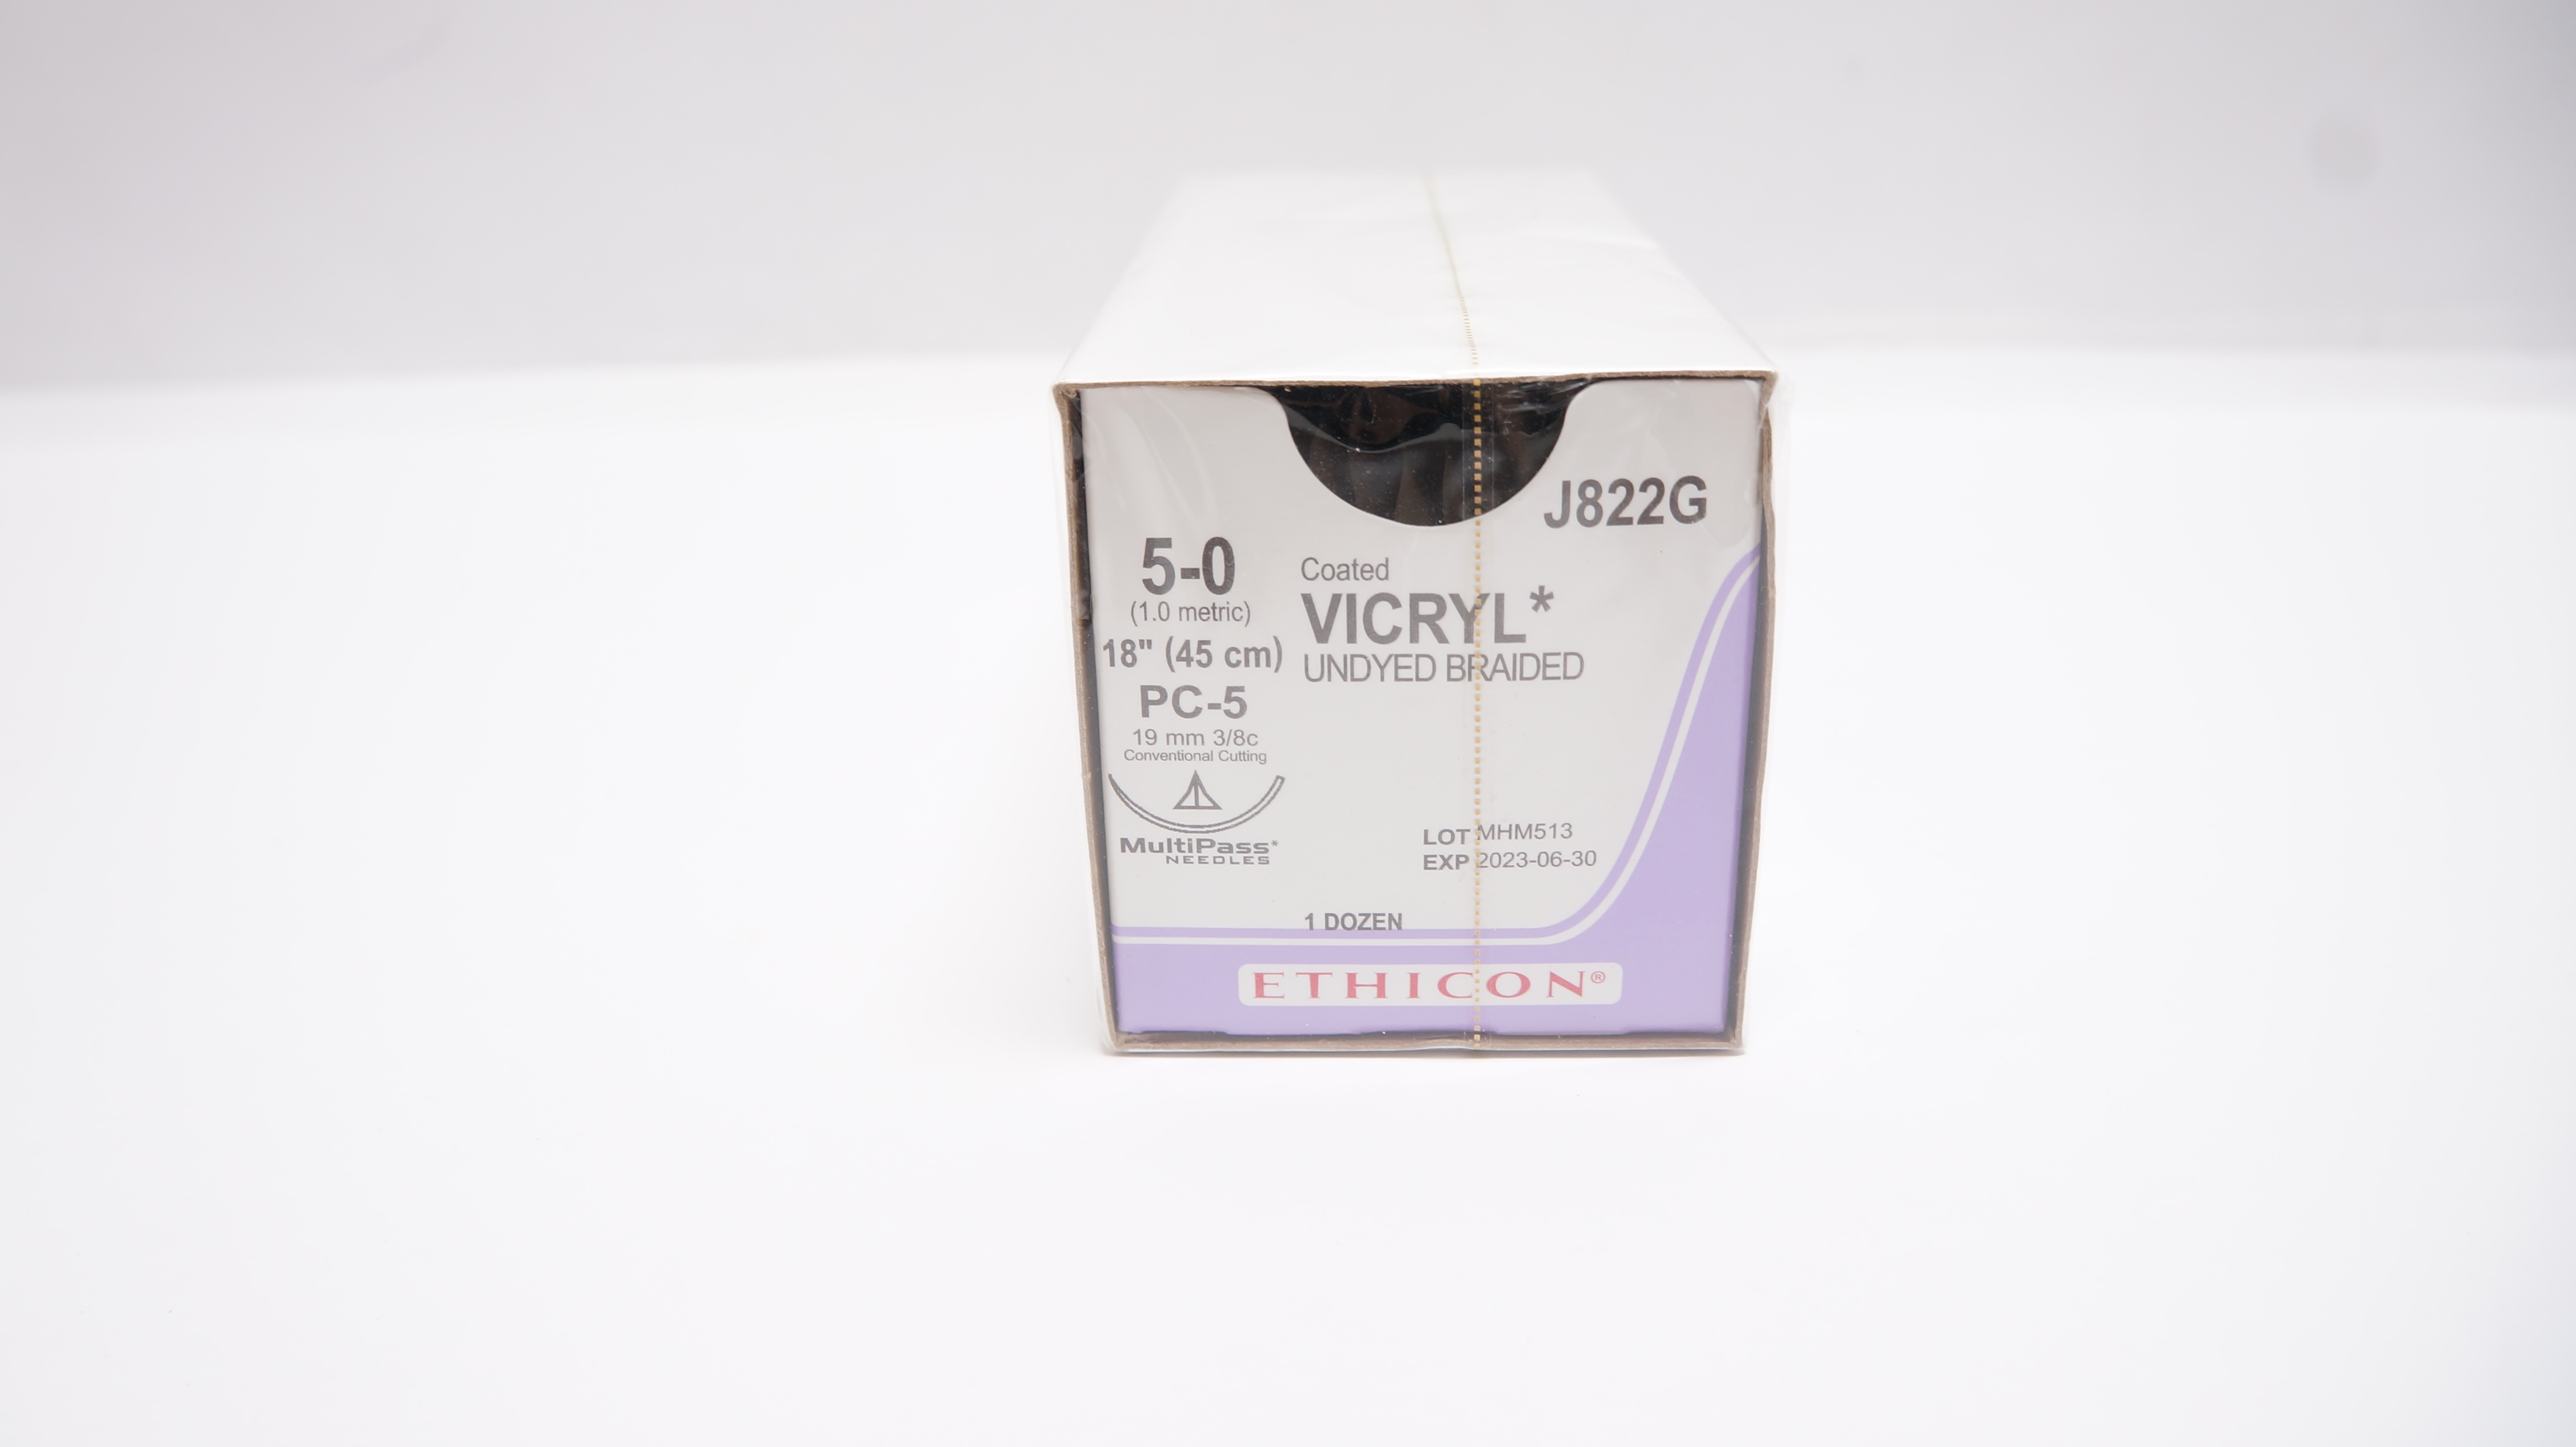 J822G
5-0
(1.0 metric)
18" (45 cm)
PC-5
19 mm 3/8c
Conventional Cutting
MultiPass*
NEEDLES
Coated
VICRYL*
UNDYED BRAIDED
LOT MHM513
EXP 2023-06-30
1 DOZEN
ETHICON®